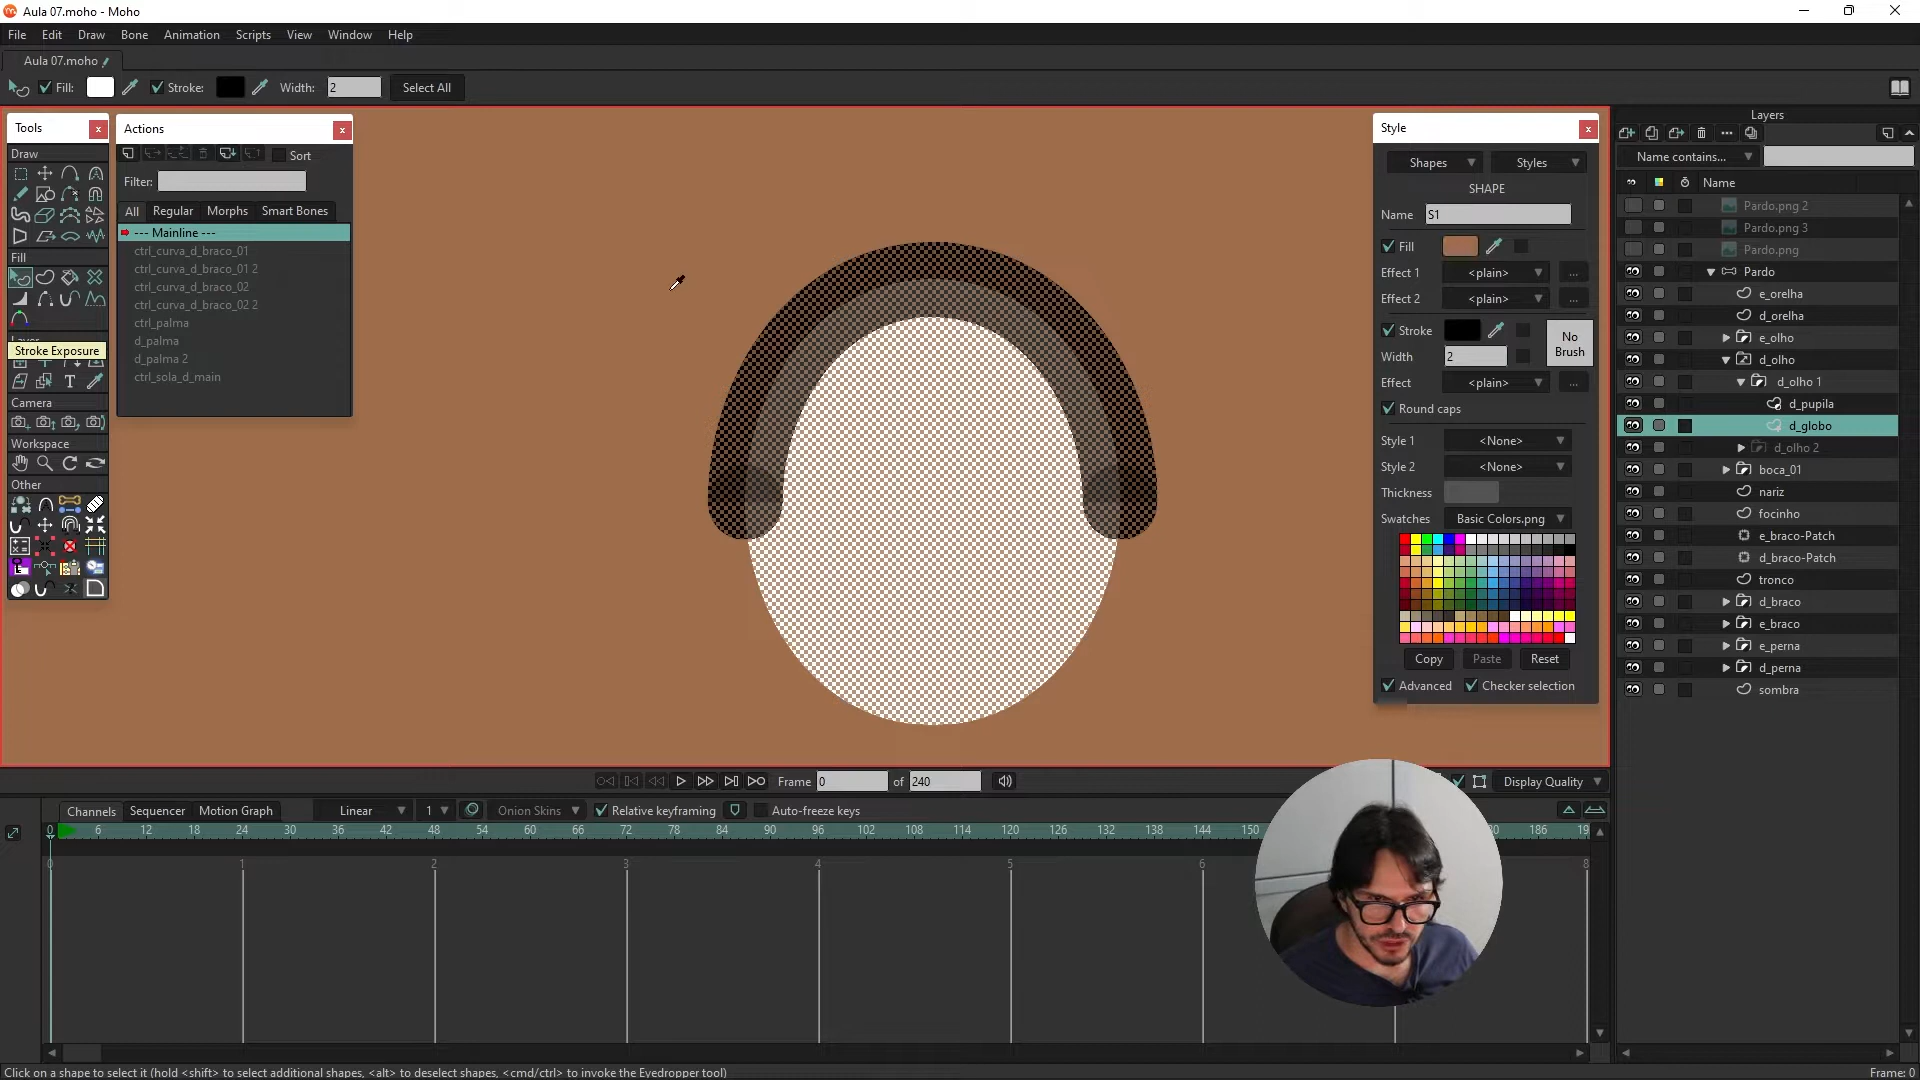 Aula 07.moho - Moho
File Edit Draw Bone Animation Scripts View Window Help
Aula 07.moho
Fill: Stroke: Width: 2 Select All
Tools
Draw
Fill
Stroke Exposure
Camera
Workspace
Other
Actions
Sort
Filter:
All Regular Morphs Smart Bones
--- Mainline ---
ctrl_curva_d_braco_01
ctrl_curva_d_braco_01 2
ctrl_curva_d_braco_02
ctrl_curva_d_braco_02 2
ctrl_palma
d_palma
d_palma 2
ctrl_sola_d_main
Style
Shapes Styles
SHAPE
Name S1
Fill
Effect 1 <plain> ...
Effect 2 <plain> ...
Stroke No Brush
Width 2
Effect <plain> ...
Round caps
Style 1 <None>
Style 2 <None>
Thickness
Swatches Basic Colors.png
Copy Paste Reset
Advanced Checker selection
Layers
Name contains...
Name
Pardo.png 2
Pardo.png 3
Pardo.png
Pardo
e_orelha
d_orelha
e_olho
d_olho
d_olho 1
d_pupila
d_globo
d_olho 2
boca_01
nariz
focinho
e_braco-Patch
d_braco-Patch
tronco
d_braco
e_braco
e_perna
d_perna
sombra
Frame 0 of 240 Display Quality
Channels Sequencer Motion Graph Linear 1 Onion Skins Relative keyframing Auto-freeze keys
0 6 12 18 24 30 36 42 48 54 60 66 72 78 84 90 96 102 108 114 120 126 132 138 144 150 186
0 1 2 3 4 5 6 8
Click on a shape to select it (hold <shift> to select additional shapes, <alt> to deselect shapes, <cmd/ctrl> to invoke the Eyedropper tool) Frame: 0